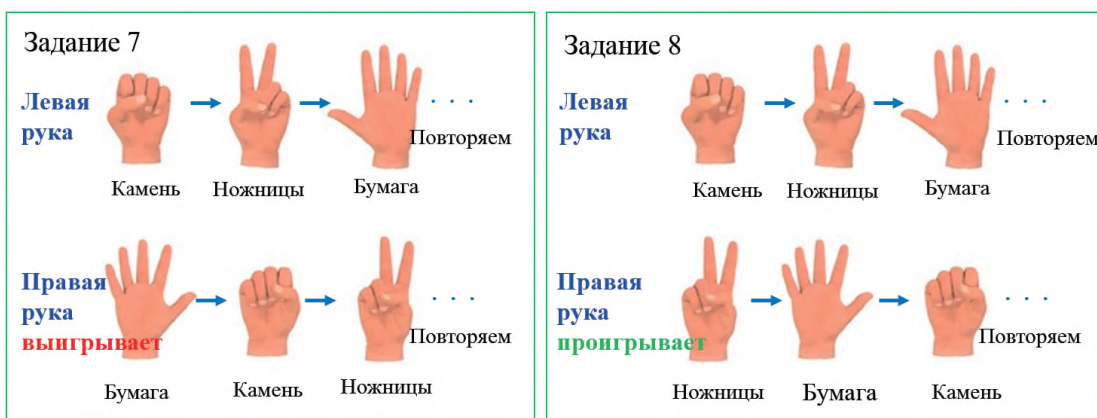 Задание 7
Левая
рука
. . .
Повторяем
Камень
Ножницы
Бумага
Правая
рука
выигрывает
. . .
Повторяем
Бумага
Камень
Ножницы
Задание 8
Левая
рука
. . .
Повторяем
Камень
Ножницы
Бумага
Правая
рука
проигрывает
. . .
Повторяем
Ножницы
Бумага
Камень